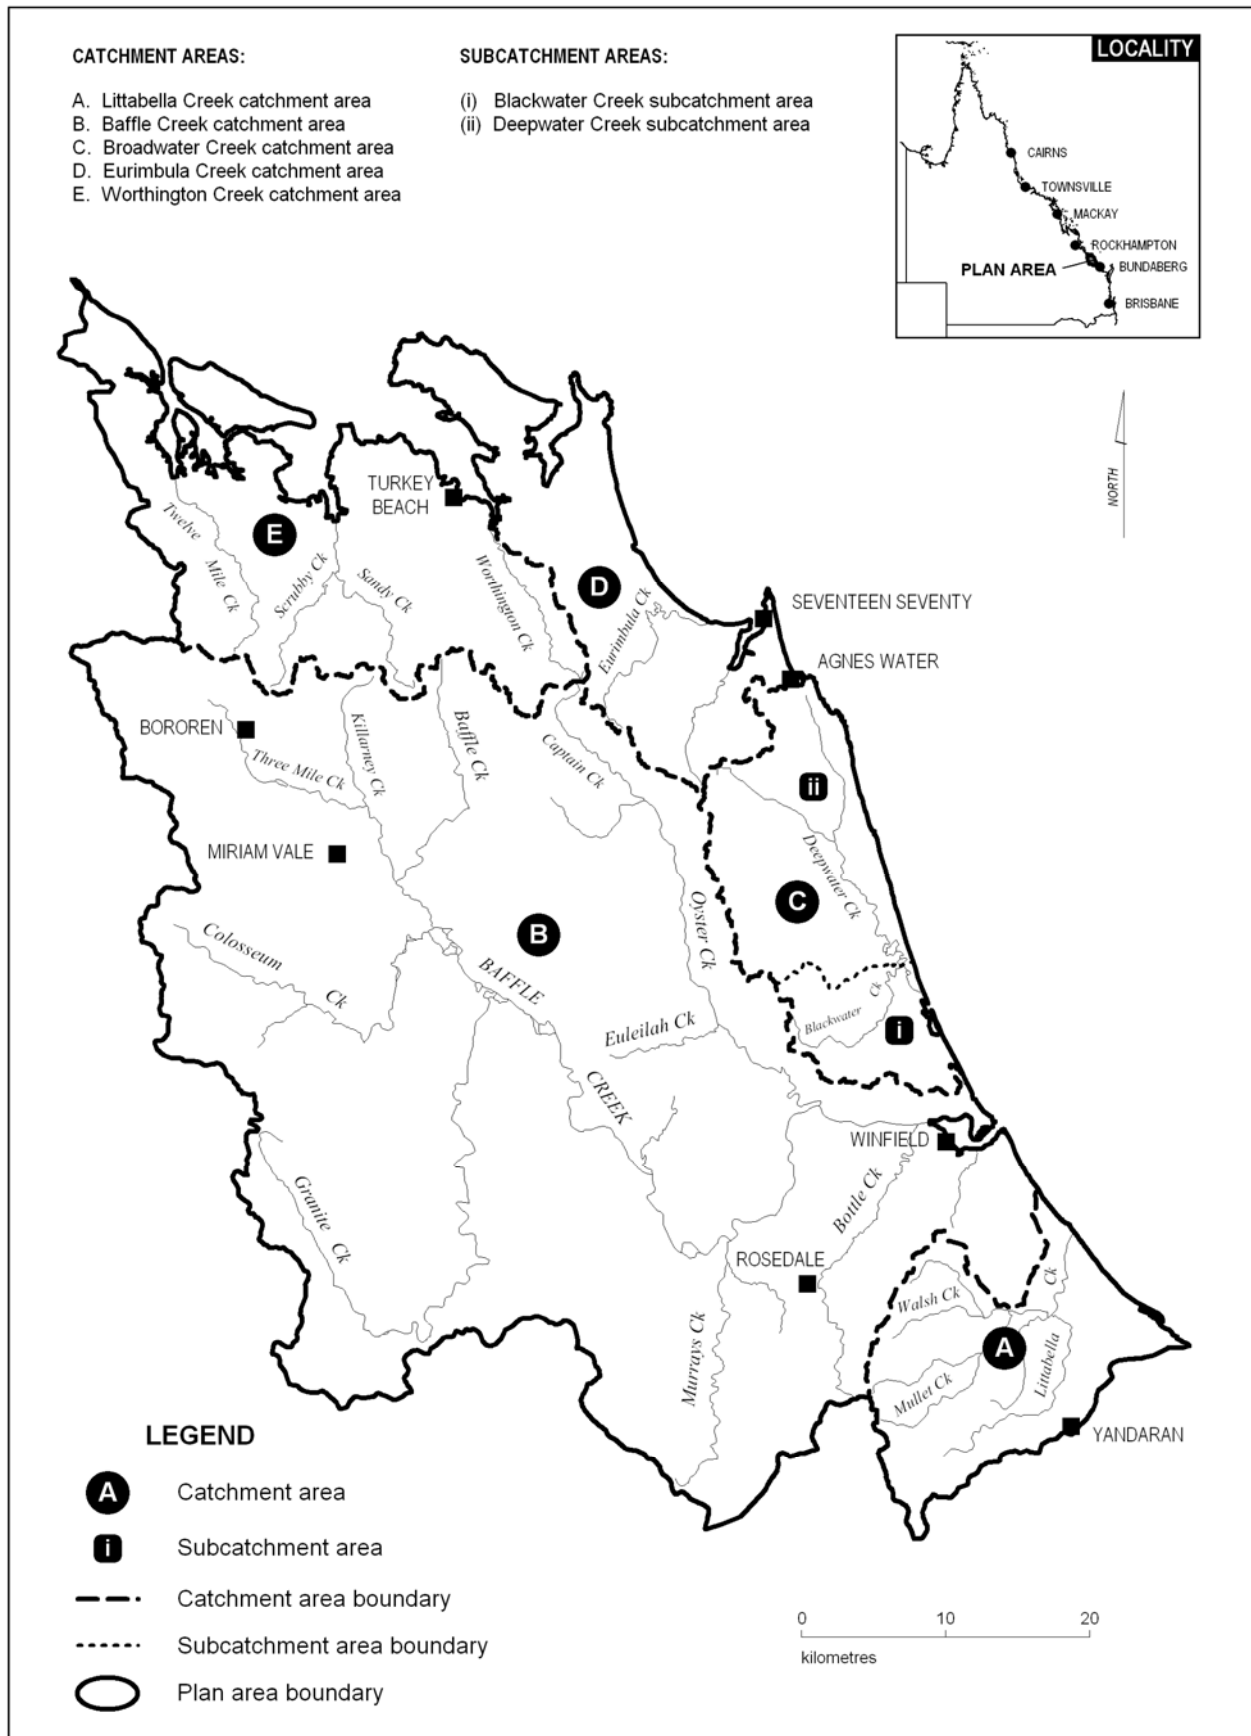 CATCHMENT AREAS:
A. Littabella Creek catchment area
B. Baffle Creek catchment area
C. Broadwater Creek catchment area
D. Eurimbula Creek catchment area
E. Worthington Creek catchment area
SUBCATCHMENT AREAS:
(i) Blackwater Creek subcatchment area
(ii) Deepwater Creek subcatchment area
LOCALITY
CAIRNS
TOWNSVILLE
MACKAY
ROCKHAMPTON
PLAN AREA
BUNDABERG
BRISBANE
NORTH
TURKEY
BEACH
E
Twelve
Mile Ck
Scrubby Ck
Sandy Ck
Worthington Ck
D
Eurimbula Ck
SEVENTEEN SEVENTY
AGNES WATER
BOROREN
Three Mile Ck
Killarney Ck
Baffle Ck
Captain Ck
ii
MIRIAM VALE
Deepwater Ck
C
Oyster Ck
B
Colosseum
Ck
BAFFLE
CREEK
Euleilah Ck
Blackwater
Ck
i
WINFIELD
Bottle Ck
Granite
Ck
ROSEDALE
Murrays Ck
Walsh Ck
Ck
Littabella
A
Mullet Ck
YANDARAN
LEGEND
A Catchment area
i Subcatchment area
Catchment area boundary
Subcatchment area boundary
Plan area boundary
0 10 20
kilometres